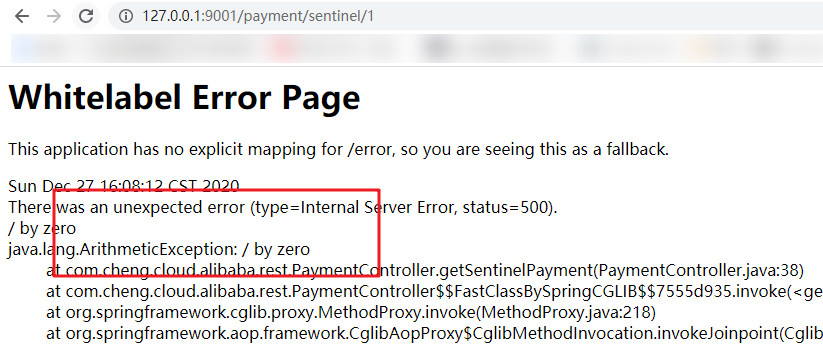 127.0.0.1:9001/payment/sentinel/1
Whitelabel Error Page
This application has no explicit mapping for /error, so you are seeing this as a fallback.
Sun Dec 27 16:08:12 CST 2020
There was an unexpected error (type=Internal Server Error, status=500).
/ by zero
java.lang.ArithmeticException: / by zero
at com.cheng.cloud.alibaba.rest.PaymentController.getSentinelPayment(PaymentController.java:38)
at com.cheng.cloud.alibaba.rest.PaymentController$$FastClassBySpringCGLIB$$7555d935.invoke(<ge
at org.springframework.cglib.proxy.MethodProxy.invoke(MethodProxy.java:218)
at org.springframework.aop.framework.CglibAopProxy$CglibMethodInvocation.invokeJoinpoint(Cglib